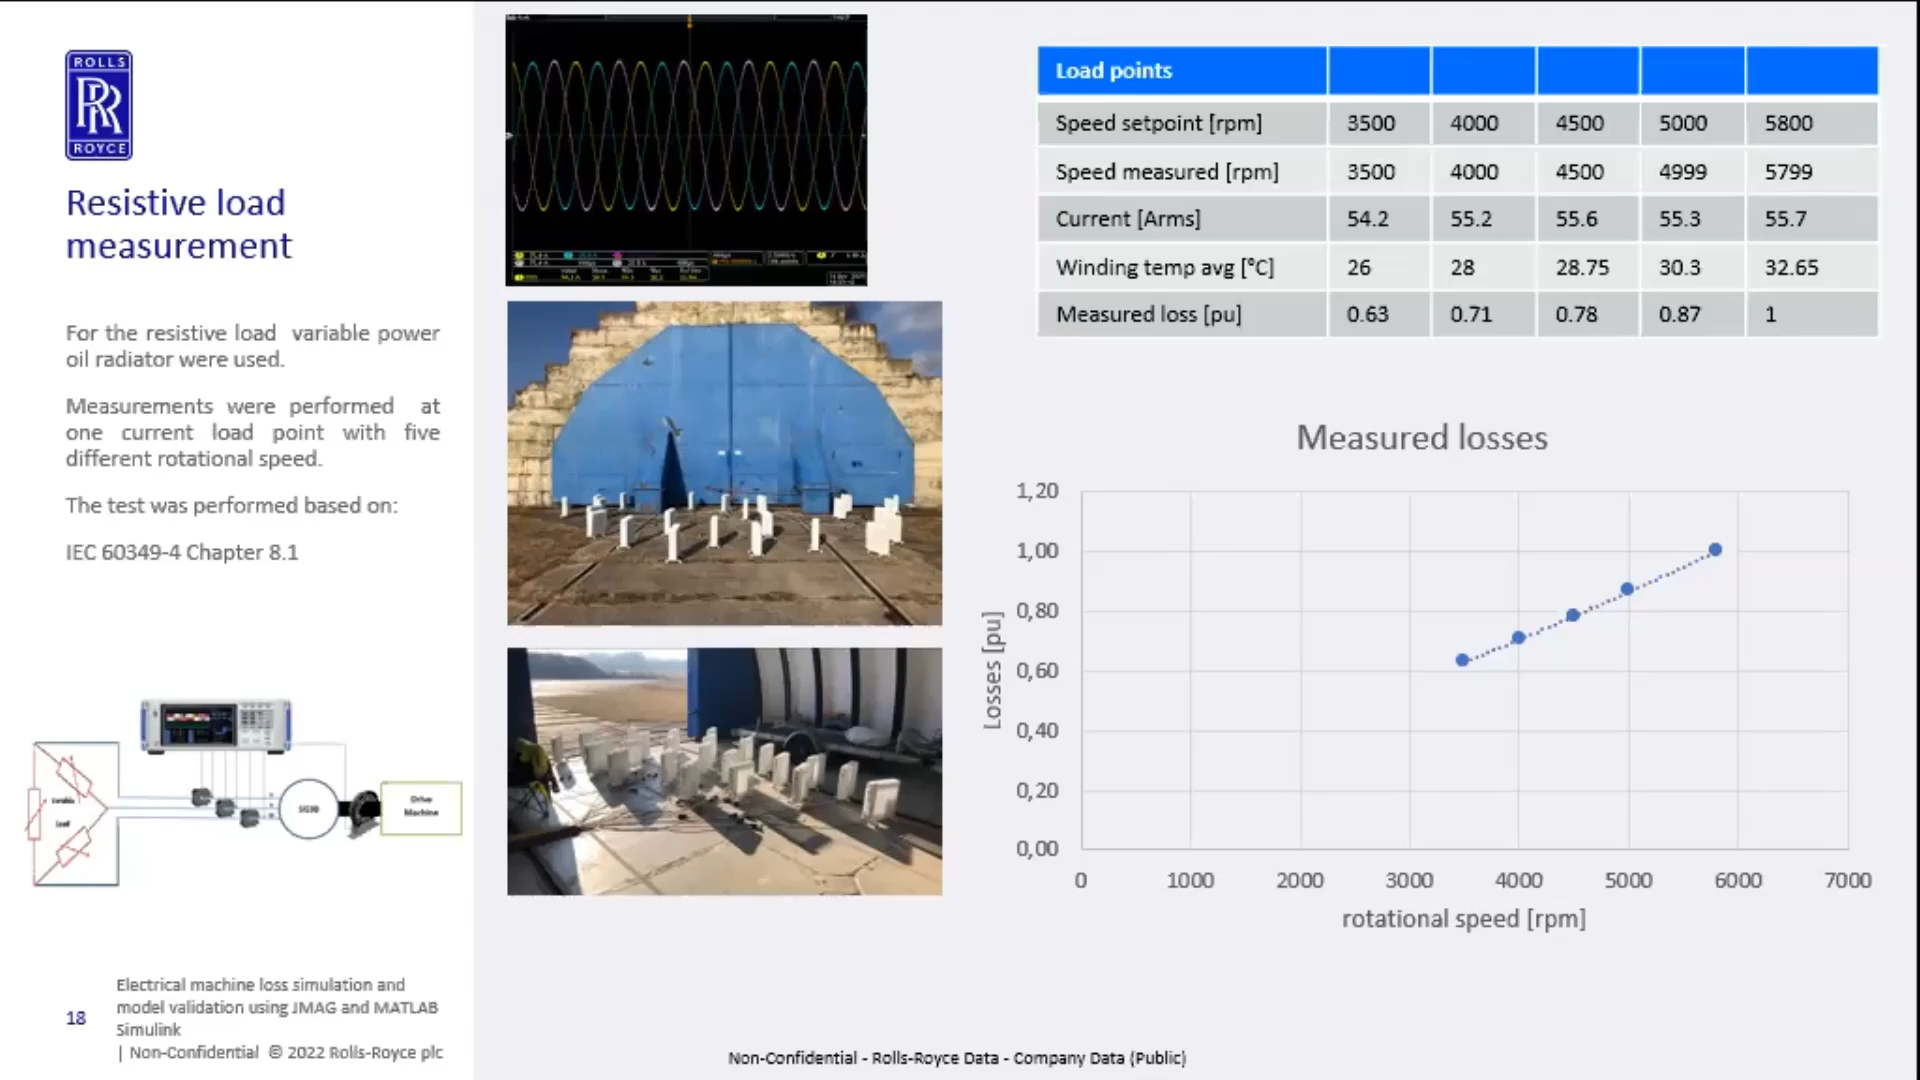 ROLLS
RR
ROYCE
Resistive load
measurement
For the resistive load variable power
oil radiator were used.
Measurements were performed at
one current load point with five
different rotational speed.
The test was performed based on:
IEC 60349-4 Chapter 8.1
Variable
Load
Drive
Machine
18
Electrical machine loss simulation and
model validation using JMAG and MATLAB
Simulink
| Non-Confidential © 2022 Rolls-Royce plc
Load points
Speed setpoint [rpm] 3500 4000 4500 5000 5800
Speed measured [rpm] 3500 4000 4500 4999 5799
Current [Arms] 54.2 55.2 55.6 55.3 55.7
Winding temp avg [°C] 26 28 28.75 30.3 32.65
Measured loss [pu] 0.63 0.71 0.78 0.87 1
Measured losses
Losses [pu]
1,20
1,00
0,80
0,60
0,40
0,20
0,00
0 1000 2000 3000 4000 5000 6000 7000
rotational speed [rpm]
Non-Confidential - Rolls-Royce Data - Company Data (Public)